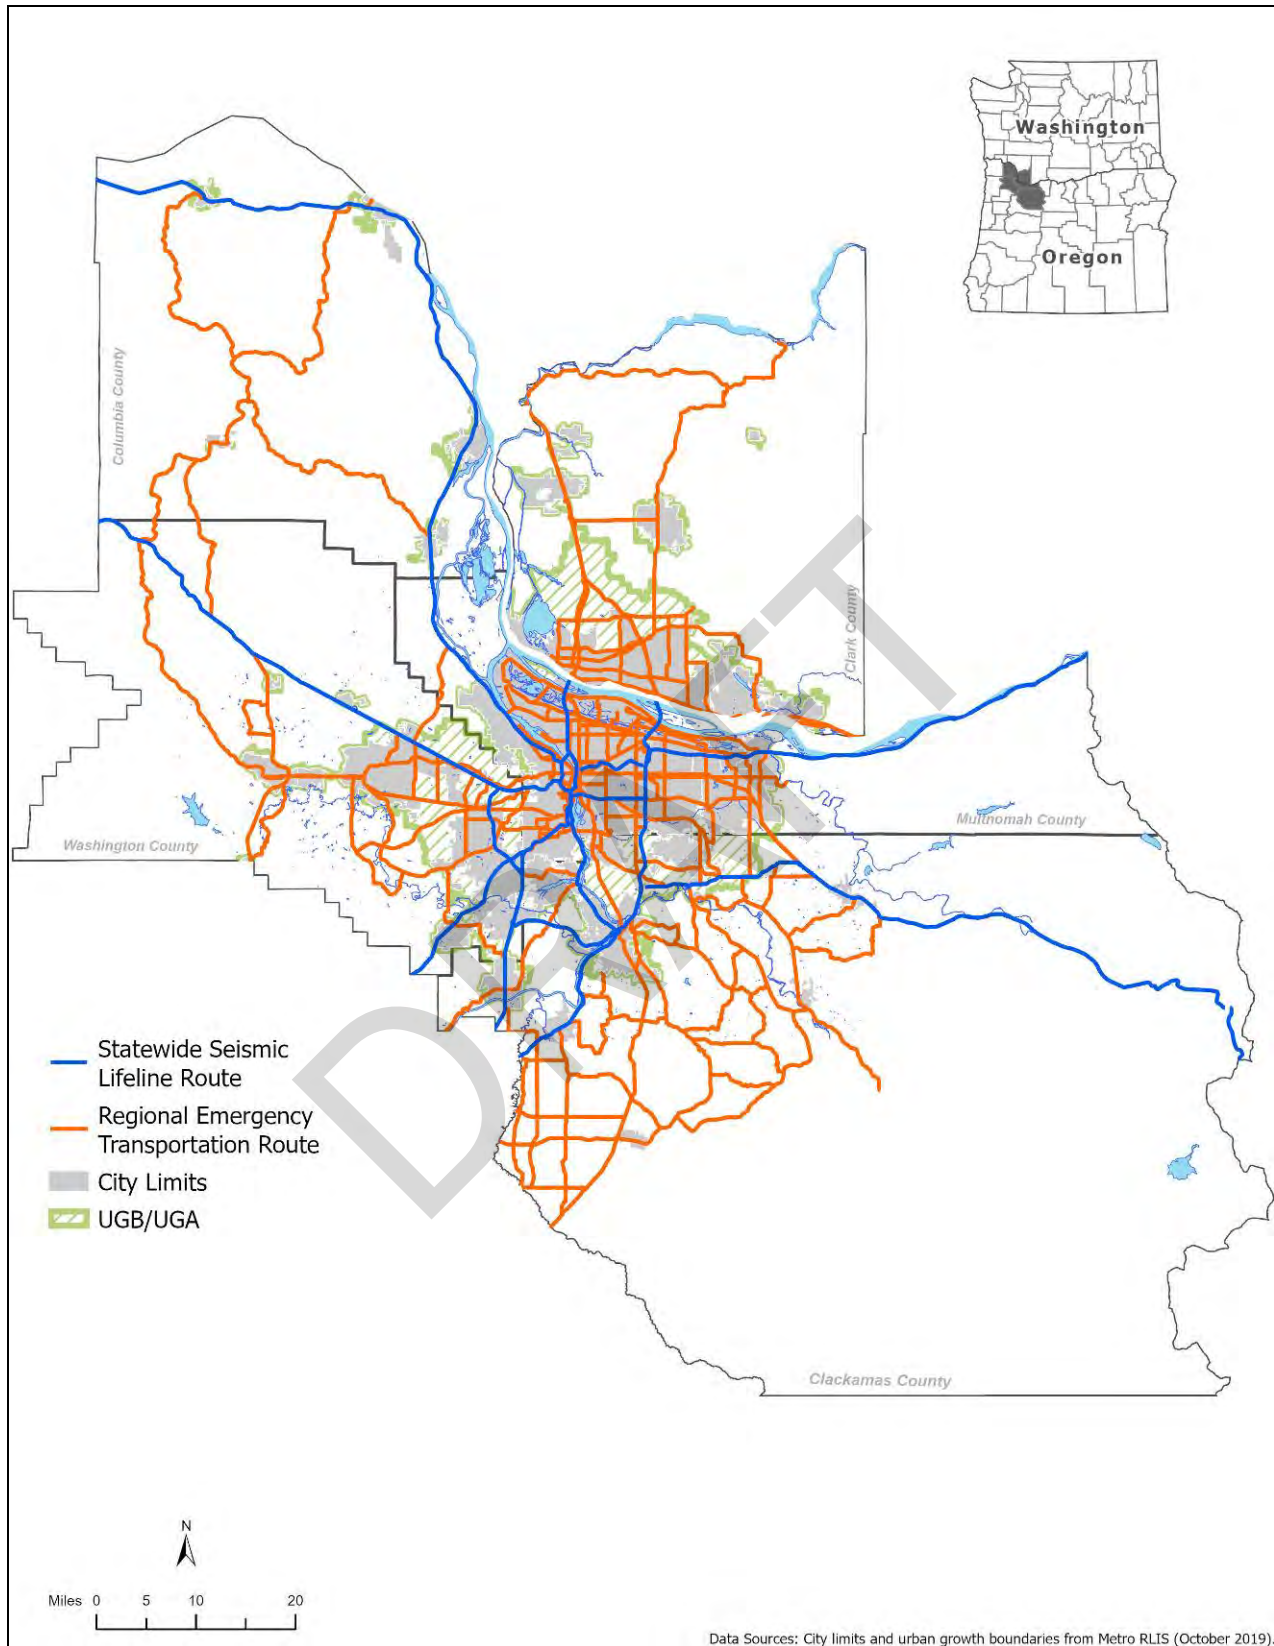 Washington
Oregon
Columbia County
Clark County
Multnomah County
Washington County
DRAFT
Statewide Seismic
Lifeline Route
Regional Emergency
Transportation Route
City Limits
UGB/UGA
Clackamas County
N
Miles 0 5 10 20
Data Sources: City limits and urban growth boundaries from Metro RLIS (October 2019).